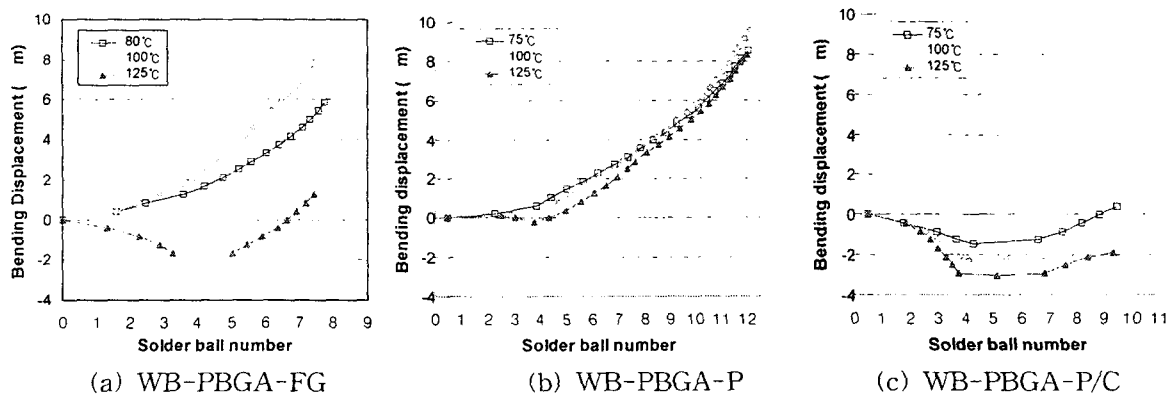 10
8
6
4
2
0
-2
-4
Bending Displacement ( m)
80℃
100℃
125℃
0 1 2 3 4 5 6 7 8 9
Solder ball number
(a) WB-PBGA-FG
10
8
6
4
2
0
-2
-4
Bending displacement ( m)
75℃
100℃
125℃
0 1 2 3 4 5 6 7 8 9 10 11 12
Solder ball number
(b) WB-PBGA-P
10
8
6
4
2
0
-2
-4
Bending displacement ( m)
75℃
100℃
125℃
0 1 2 3 4 5 6 7 8 9 10 11
Solder ball number
(c) WB-PBGA-P/C